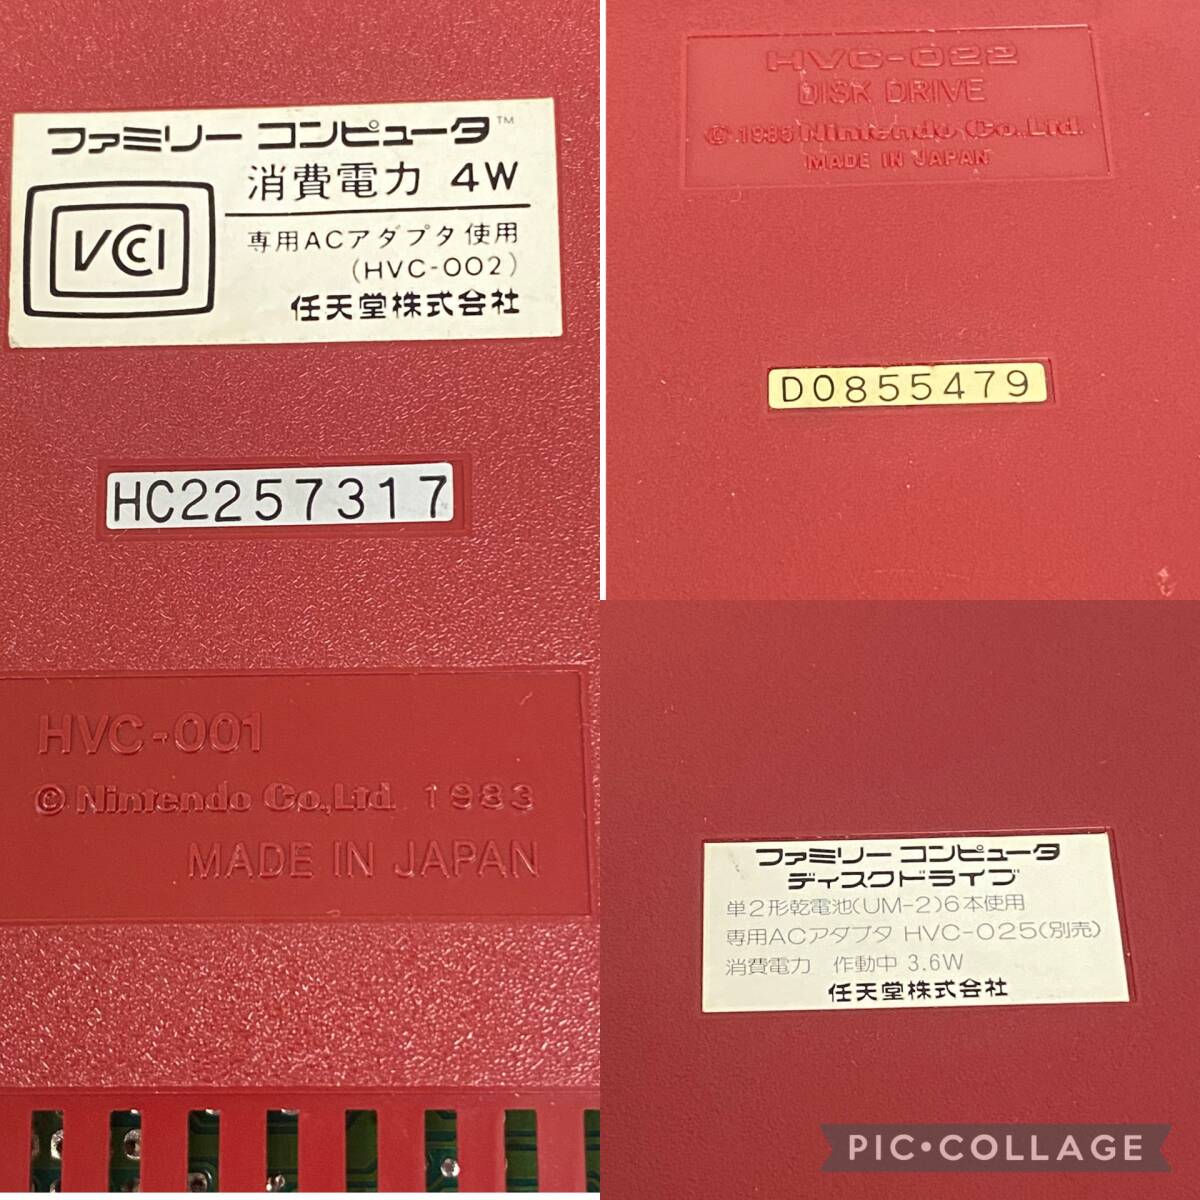 ファミリー コンピュータ™
消費電力 4W
VCCI
専用ACアダプタ使用
(HVC-002)
任天堂株式会社
HC2257317
HVC-001
© Nintendo Co.,Ltd. 1983
MADE IN JAPAN
HVC-022
DISK DRIVE
© 1985 Nintendo Co.,Ltd.
MADE IN JAPAN
D0855479
ファミリー コンピュータ
ディスクドライブ
単2形乾電池(UM-2)6本使用
専用ACアダプタ HVC-025(別売)
消費電力 作動中 3.6W
任天堂株式会社
PIC•COLLAGE